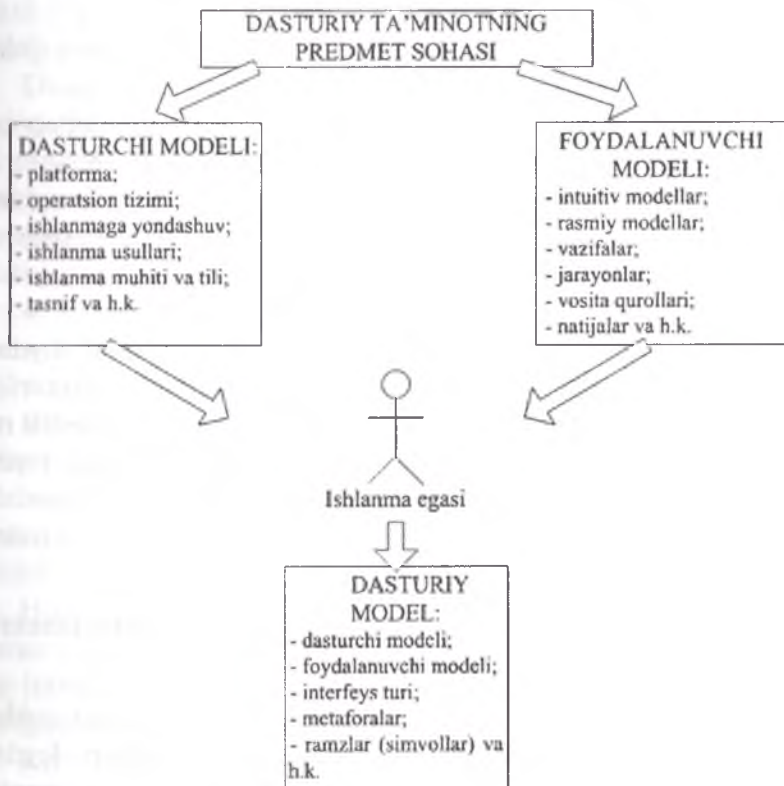 DASTURIY TA’MINOTNING
PREDMET SOHASI
DASTURCHI MODELI:
- platforma;
- operatsion tizimi;
- ishlanmaga yondashuv;
- ishlanma usullari;
- ishlanma muhiti va tili;
- tasnif va h.k.
FOYDALANUVCHI
MODELI:
- intuitiv modellar;
- rasmiy modellar;
- vazifalar;
- jarayonlar;
- vosita qurollari;
- natijalar va h.k.
Ishlanma egasi
DASTURIY
MODEL:
- dasturchi modeli;
- foydalanuvchi modeli;
- interfeys turi;
- metaforalar;
- ramzlar (simvollar) va
h.k.